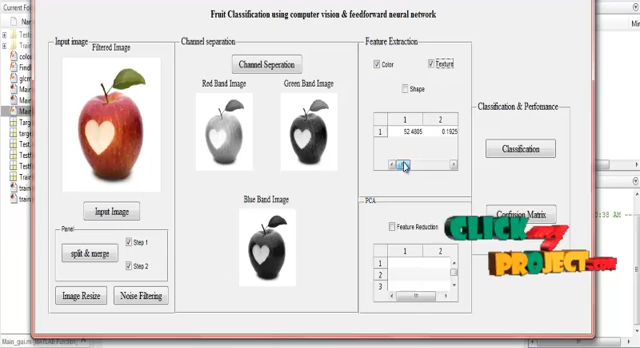 Current Fold
Fruit Classification using computer vision & feedforward neural network
Input image
Filtered Image
Input Image
Panel
split & merge
Step 1
Step 2
Image Resize
Noise Filtering
Channel separation
Channel Seperation
Red Band Image
Green Band Image
Blue Band Image
Feature Extraction
Color
Texture
Shape
1 2
1 52.4805 0.1925
PCA
Feature Reduction
1 2
1
2
3
Classification & Perfomance
Classification
Confusion Matrix
CLICK
MY
PROJECT.com